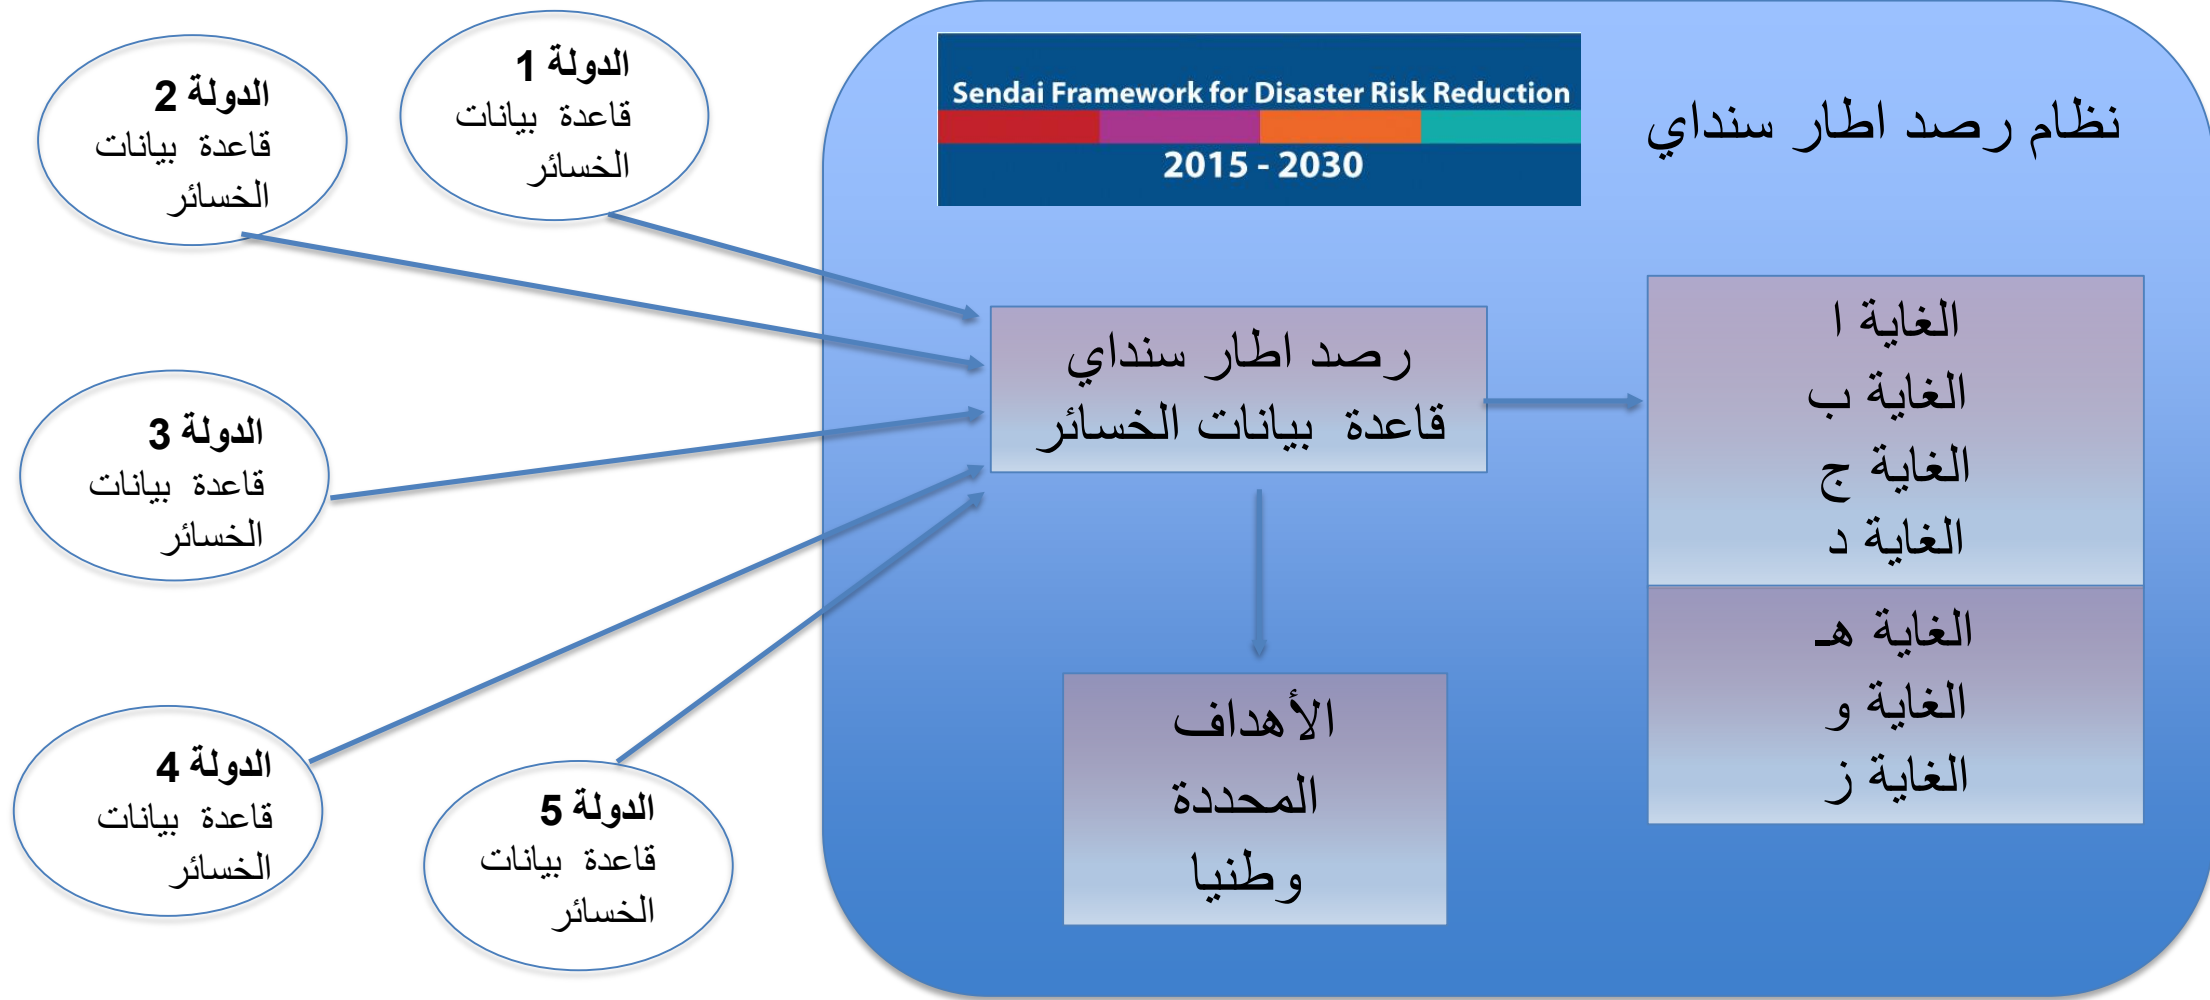 نظام رصد اطار سنداي
Sendai Framework for Disaster Risk Reduction
2015 - 2030
الدولة 1
قاعدة بيانات
الخسائر
الدولة 2
قاعدة بيانات
الخسائر
الدولة 3
قاعدة بيانات
الخسائر
الدولة 4
قاعدة بيانات
الخسائر
الدولة 5
قاعدة بيانات
الخسائر
رصد اطار سنداي
قاعدة بيانات الخسائر
الغاية ا
الغاية ب
الغاية ج
الغاية د
الغاية هـ
الغاية و
الغاية ز
الأهداف
المحددة
وطنيا